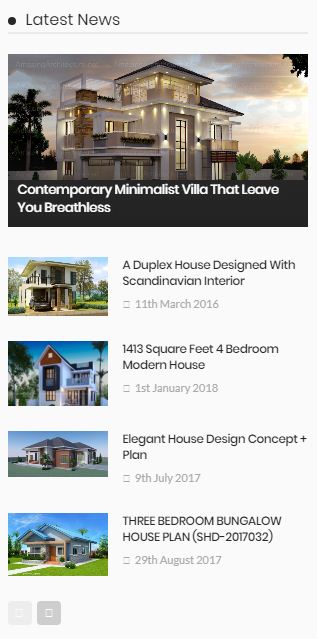 Latest News
AmazingArchitecture.net
Contemporary Minimalist Villa That Leave
You Breathless
A Duplex House Designed With
Scandinavian Interior
11th March 2016
1413 Square Feet 4 Bedroom
Modern House
1st January 2018
Elegant House Design Concept +
Plan
9th July 2017
THREE BEDROOM BUNGALOW
HOUSE PLAN (SHD-2017032)
29th August 2017